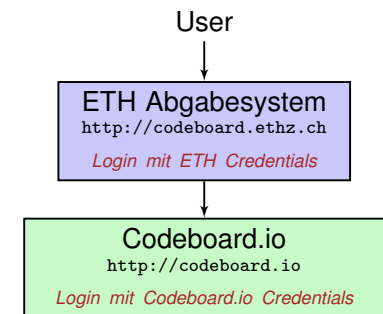 User
ETH Abgabesystem
http://codeboard.ethz.ch
Login mit ETH Credentials
Codeboard.io
http://codeboard.io
Login mit Codeboard.io Credentials